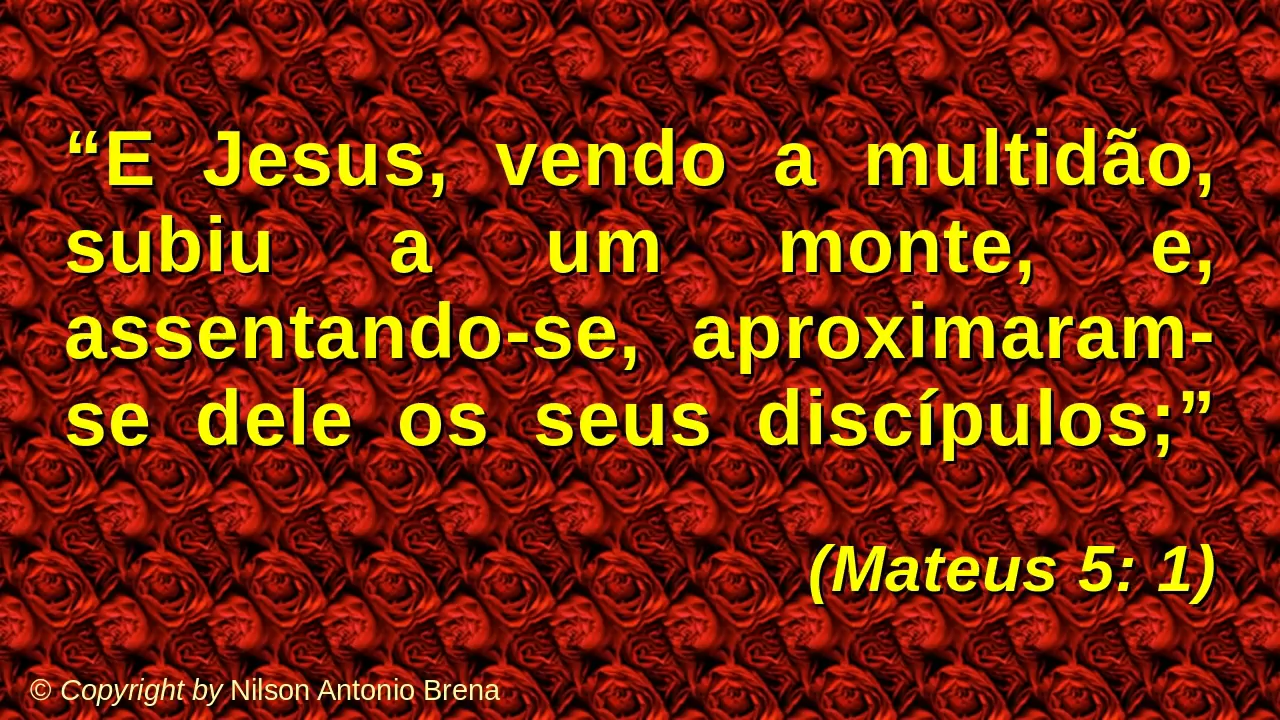 “E Jesus, vendo a multidão,
subiu a um monte, e,
assentando-se, aproximaram-
se dele os seus discípulos;”
(Mateus 5: 1)
© Copyright by Nilson Antonio Brena